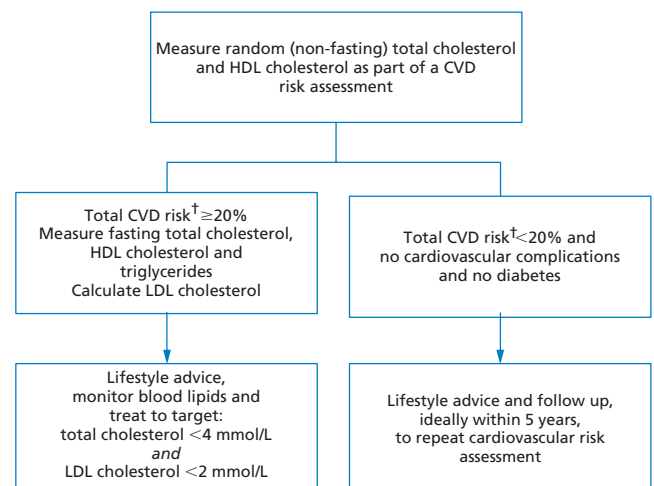 Measure random (non-fasting) total cholesterol
and HDL cholesterol as part of a CVD
risk assessment
Total CVD risk† ≥20%
Measure fasting total cholesterol,
HDL cholesterol and
triglycerides
Calculate LDL cholesterol
Total CVD risk†<20% and
no cardiovascular complications
and no diabetes
Lifestyle advice,
monitor blood lipids and
treat to target:
total cholesterol <4 mmol/L
and
LDL cholesterol <2 mmol/L
Lifestyle advice and follow up,
ideally within 5 years,
to repeat cardiovascular risk
assessment